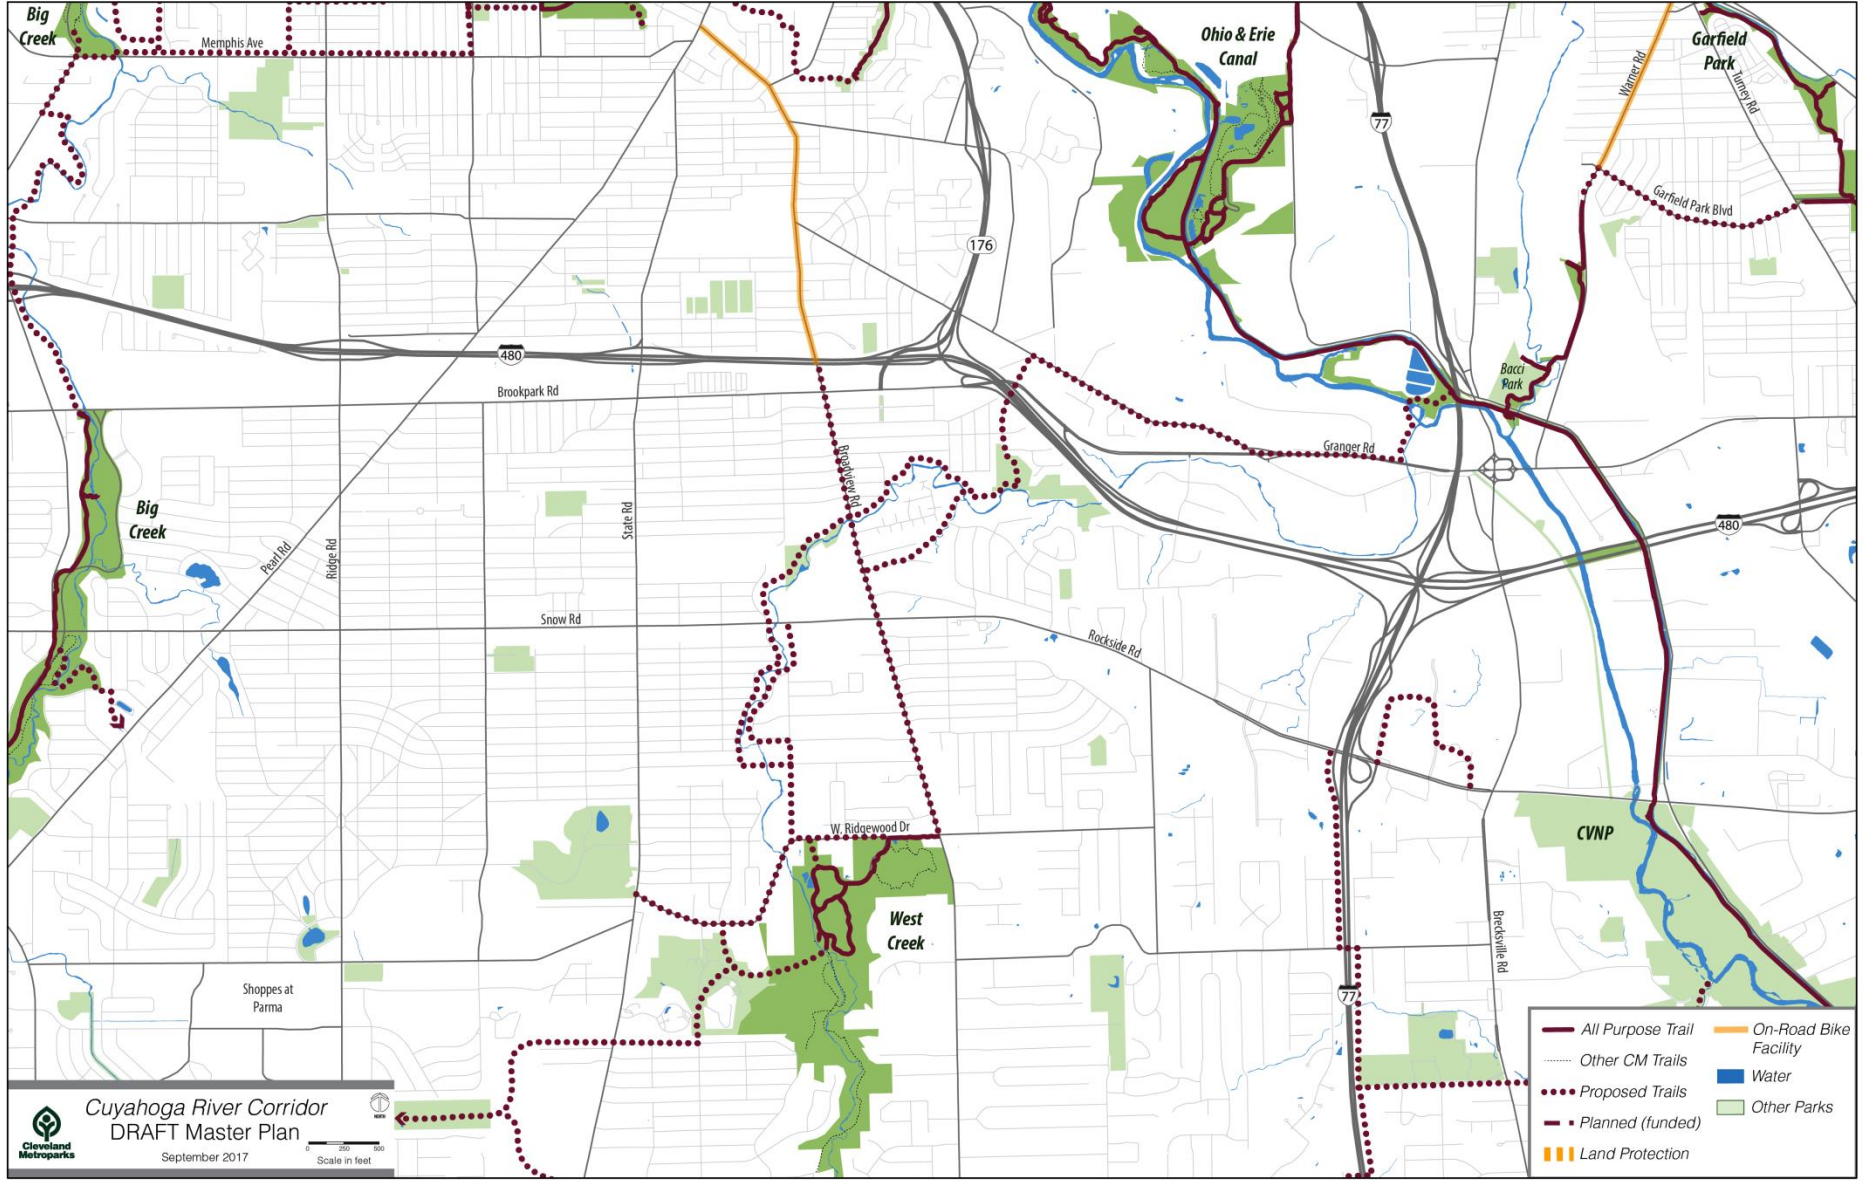 Big
Creek
Memphis Ave
Ohio & Erie
Canal
Garfield
Park
Warner Rd
Turney Rd
77
Garfield Park Blvd
176
480
Brookpark Rd
Bacci
Park
Broadview Rd
Granger Rd
Big
Creek
State Rd
480
Pearl Rd
Ridge Rd
Snow Rd
Rockside Rd
W. Ridgewood Dr
CVNP
West
Creek
Brecksville Rd
Shoppes at
Parma
77
All Purpose Trail
Other CM Trails
Proposed Trails
Planned (funded)
Land Protection
On-Road Bike
Facility
Water
Other Parks
Cleveland
Metroparks
Cuyahoga River Corridor
DRAFT Master Plan
September 2017
NORTH
0 250 500
Scale in feet